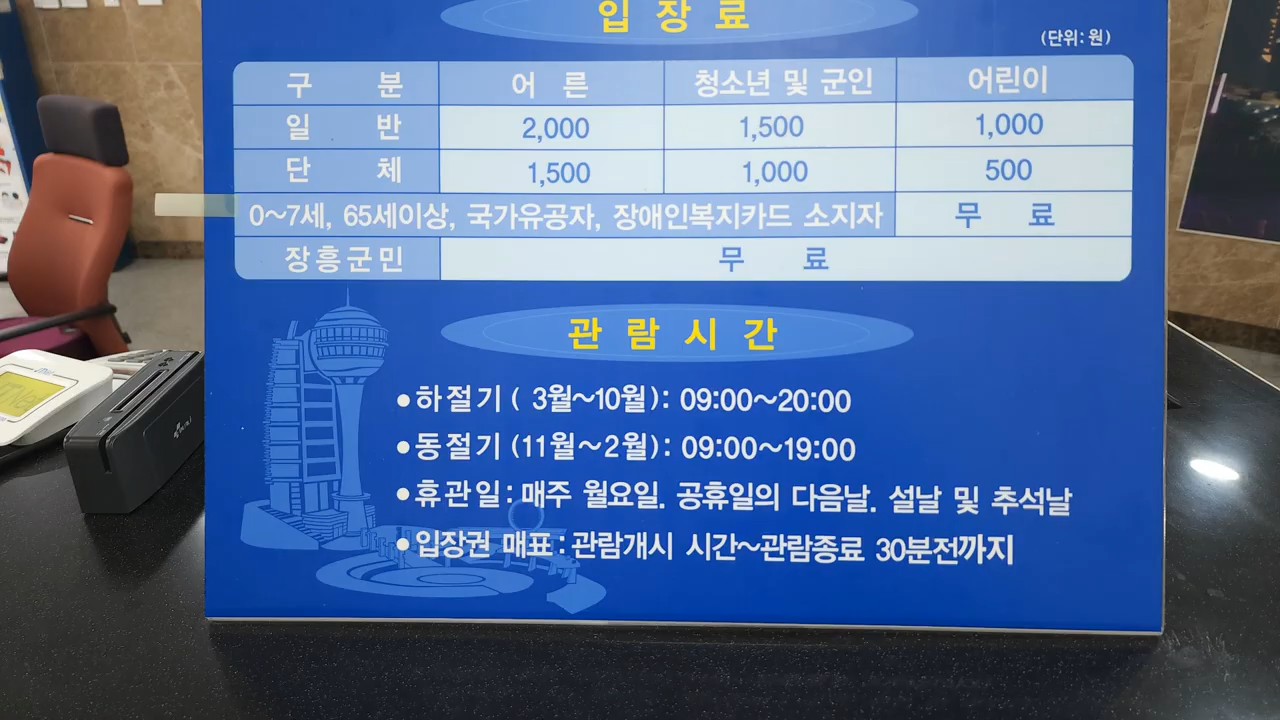 입장료
(단위:원)
구 분 어 른 청소년 및 군인 어린이
일 반 2,000 1,500 1,000
단 체 1,500 1,000 500
0~7세, 65세이상, 국가유공자, 장애인복지카드 소지자 무 료
장흥군민 무 료
관람시간
●하절기 ( 3월~10월): 09:00~20:00
●동절기 (11월~2월): 09:00~19:00
●휴관일:매주 월요일. 공휴일의 다음날. 설날 및 추석날
●입장권 매표:관람개시 시간~관람종료 30분전까지